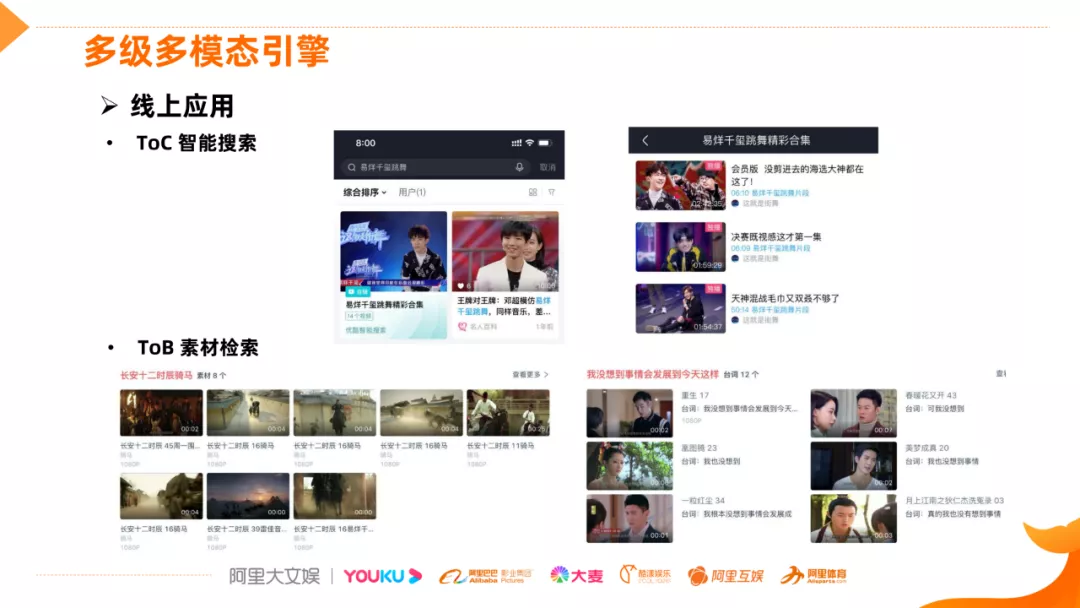 多级多模态引擎
线上应用
ToC 智能搜索
8:00
易烊千玺跳舞
取消
综合排序
用户(1)
易烊千玺跳舞精彩合集
14个视频
优酷智能搜索
6
王牌对王牌：邓超模仿易烊
千玺跳舞，同样音乐，差...
名人百科
1年前
易烊千玺跳舞精彩合集
独播
02:42:35
会员版 没剪进去的海选大神都在
这了！
06:10 易烊千玺跳舞片段
这就是街舞
独播
01:59:29
决赛既视感这才第一集
06:09 易烊千玺跳舞片段
这就是街舞
独播
01:54:37
天神混战毛巾又双叒不够了
50:14 易烊千玺跳舞片段
这就是街舞
ToB 素材检索
长安十二时辰骑马 素材 8 个
查看更多 >
00:02
00:04
00:04
00:04
00:25
长安十二时辰 45周一围...
长安十二时辰 16骑马
长安十二时辰 16骑马
长安十二时辰 16骑马
长安十二时辰 11骑马
骑马
骑马
骑马
骑马
骑马
1080P
1080P
1080P
1080P
1080P
00:04
00:00
00:00
长安十二时辰 16骑马
长安十二时辰 39雷佳音...
长安十二时辰 16易烊千...
骑马
骑马
骑马
1080P
1080P
1080P
我没想到事情会发展到今天这样 台词 12 个
00:02
重生 17
台词：我没想到事情会发展到今天...
1080P
00:07
春暖花又开 43
台词：可我没想到
23
台词：我也没想到
00:02
美梦成真 20
台词：我也没想到事情
00:01
一粒红尘 34
台词：我根本没想到事情会发展成
00:03
月上江南之狄仁杰洗冤录 03
台词：真的我也没有想到事情
阿里大文娱
YOUKU
阿里巴巴 影业集团
Alibaba Pictures
大麦
酷漾娱乐
阿里互娱
阿里体育
Alisports.com